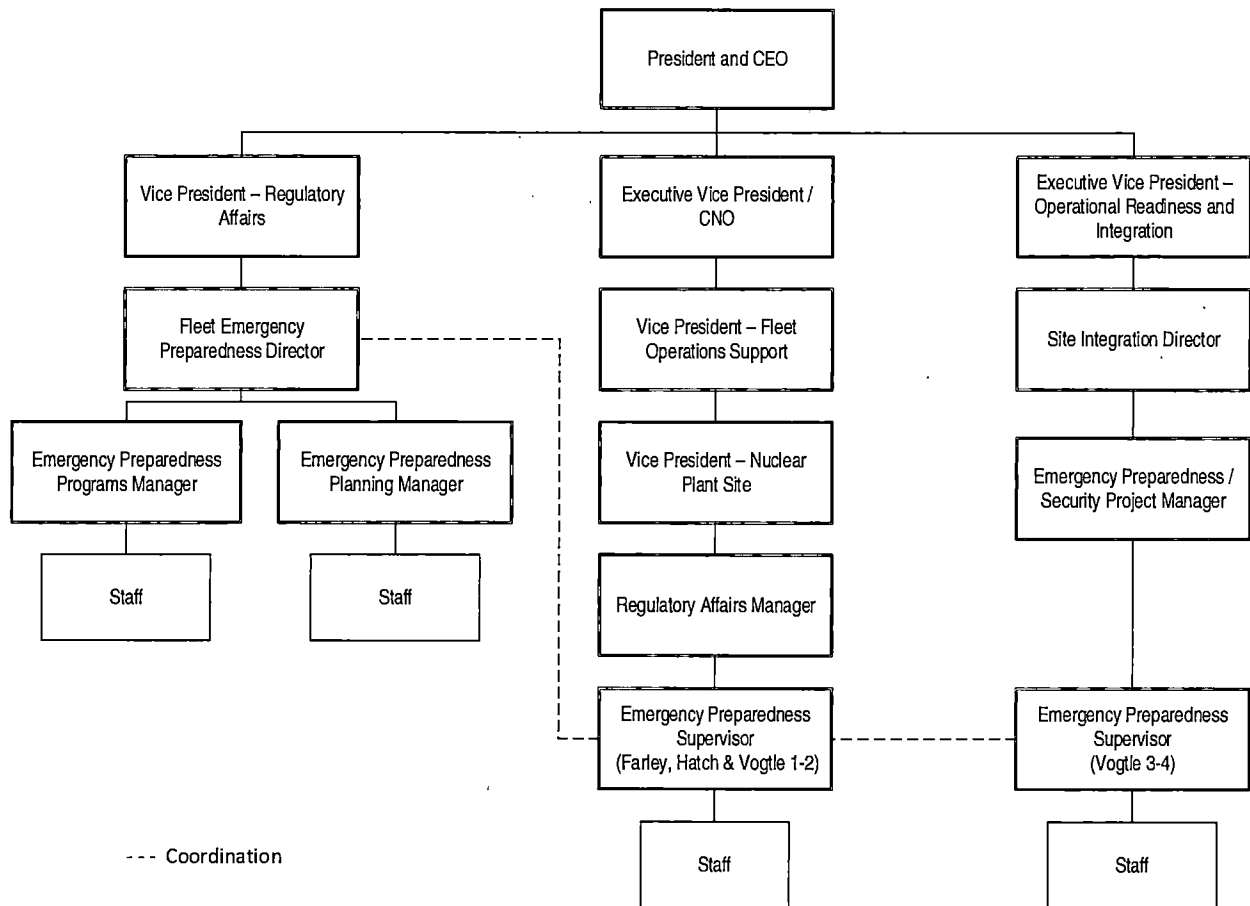 President and CEO
Vice President – Regulatory
Affairs
Executive Vice President /
CNO
Executive Vice President –
Operational Readiness and
Integration
Fleet Emergency
Preparedness Director
Vice President – Fleet
Operations Support
Site Integration Director
Emergency Preparedness
Programs Manager
Emergency Preparedness
Planning Manager
Vice President – Nuclear
Plant Site
Emergency Preparedness /
Security Project Manager
Staff
Staff
Regulatory Affairs Manager
Emergency Preparedness
Supervisor
(Farley, Hatch & Vogtle 1-2)
Emergency Preparedness
Supervisor
(Vogtle 3-4)
Staff
Staff
--- Coordination